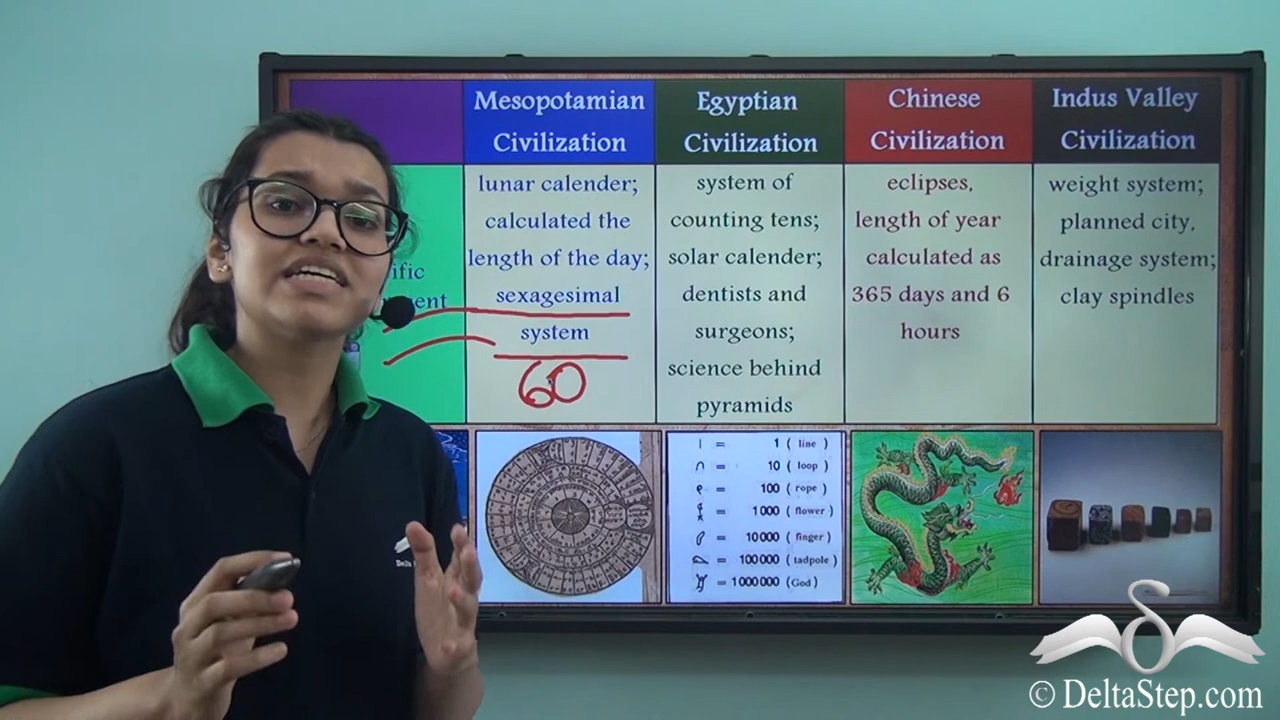 Mesopotamian
Civilization
Egyptian
Civilization
Chinese
Civilization
Indus Valley
Civilization
lunar calender;
calculated the
length of the day;
sexagesimal
system
60
system of
counting tens;
solar calender;
dentists and
surgeons;
science behind
pyramids
eclipses,
length of year
calculated as
365 days and 6
hours
weight system;
planned city,
drainage system;
clay spindles
= 1 ( line )
= 10 ( loop )
= 100 ( rope )
= 1000 ( flower )
= 10000 ( finger )
= 100000 ( tadpole )
= 1000000 (God)
© DeltaStep.com